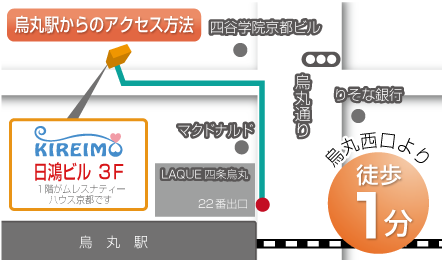 烏丸駅からのアクセス方法
四谷学院京都ビル
烏丸通り
りそな銀行
マクドナルド
KIREIMO
日鴻ビル 3F
1階がムレスナティー
ハウス京都です
LAQUE 四条烏丸
22番出口
烏丸西口より
徒歩
1分
烏丸駅